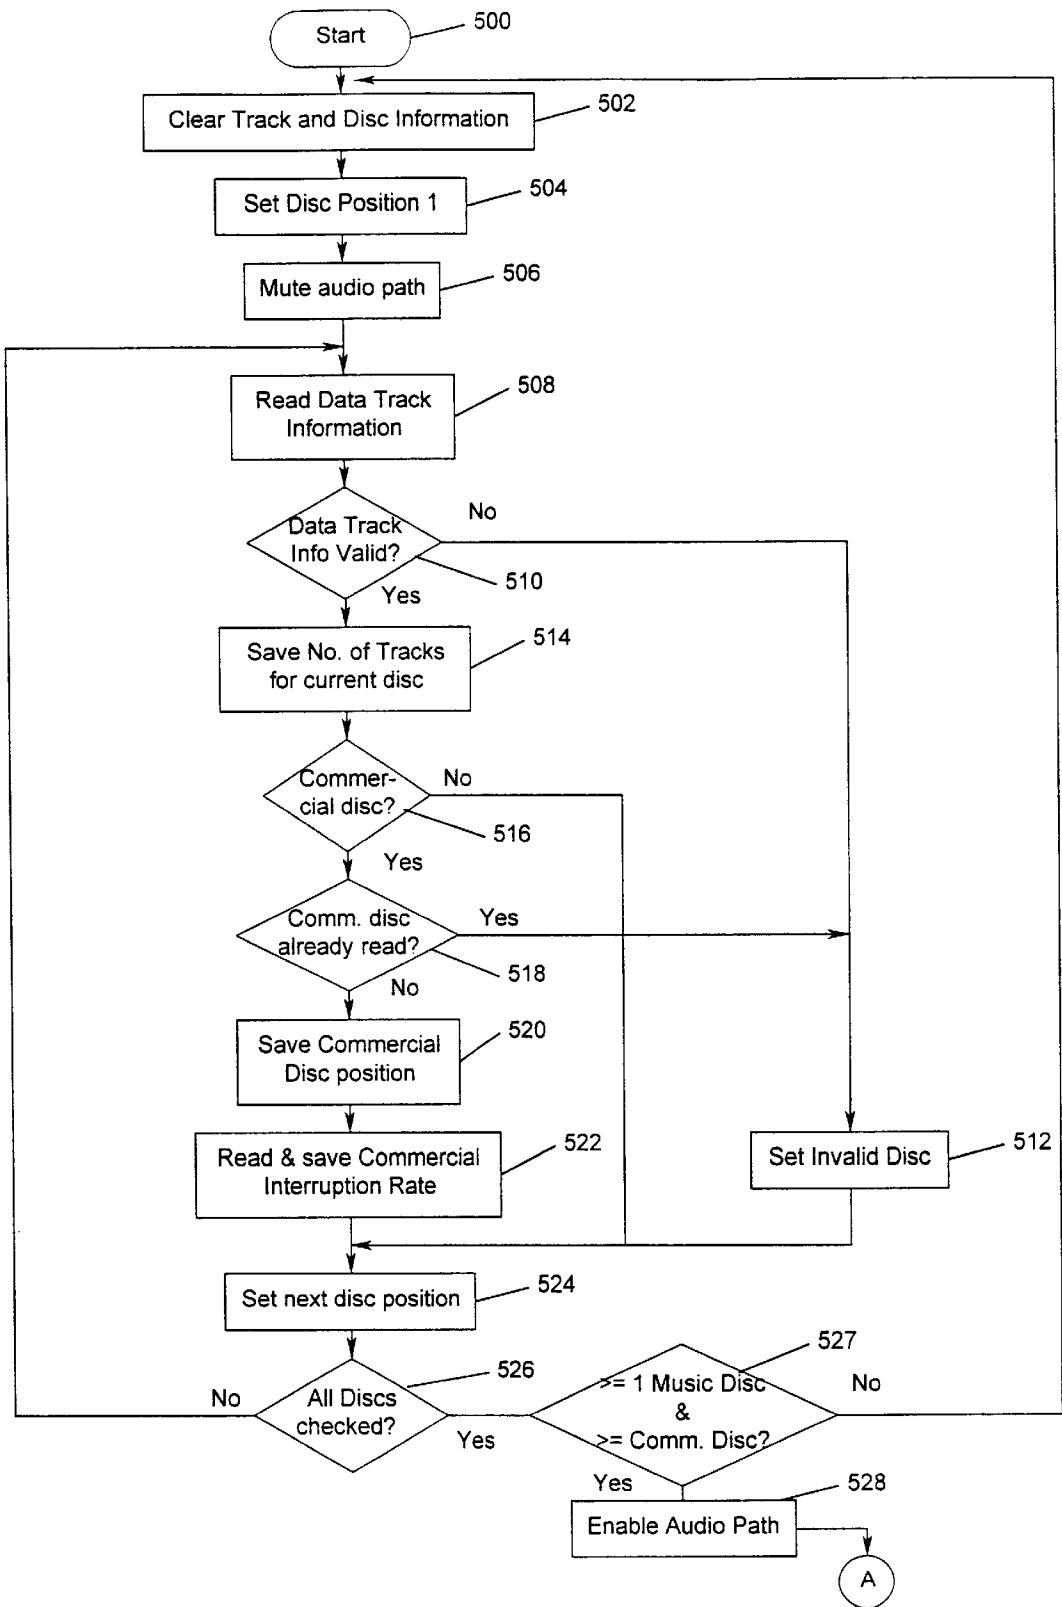 Start
500
Clear Track and Disc Information
502
Set Disc Position 1
504
Mute audio path
506
Read Data Track
Information
508
Data Track
Info Valid?
No
510
Yes
Save No. of Tracks
for current disc
514
Commer-
cial disc?
No
516
Yes
Comm. disc
already read?
Yes
518
No
Save Commercial
Disc position
520
Read & save Commercial
Interruption Rate
522
Set Invalid Disc
512
Set next disc position
524
All Discs
checked?
526
No
Yes
>= 1 Music Disc
&
>= Comm. Disc?
527
No
Yes
528
Enable Audio Path
A